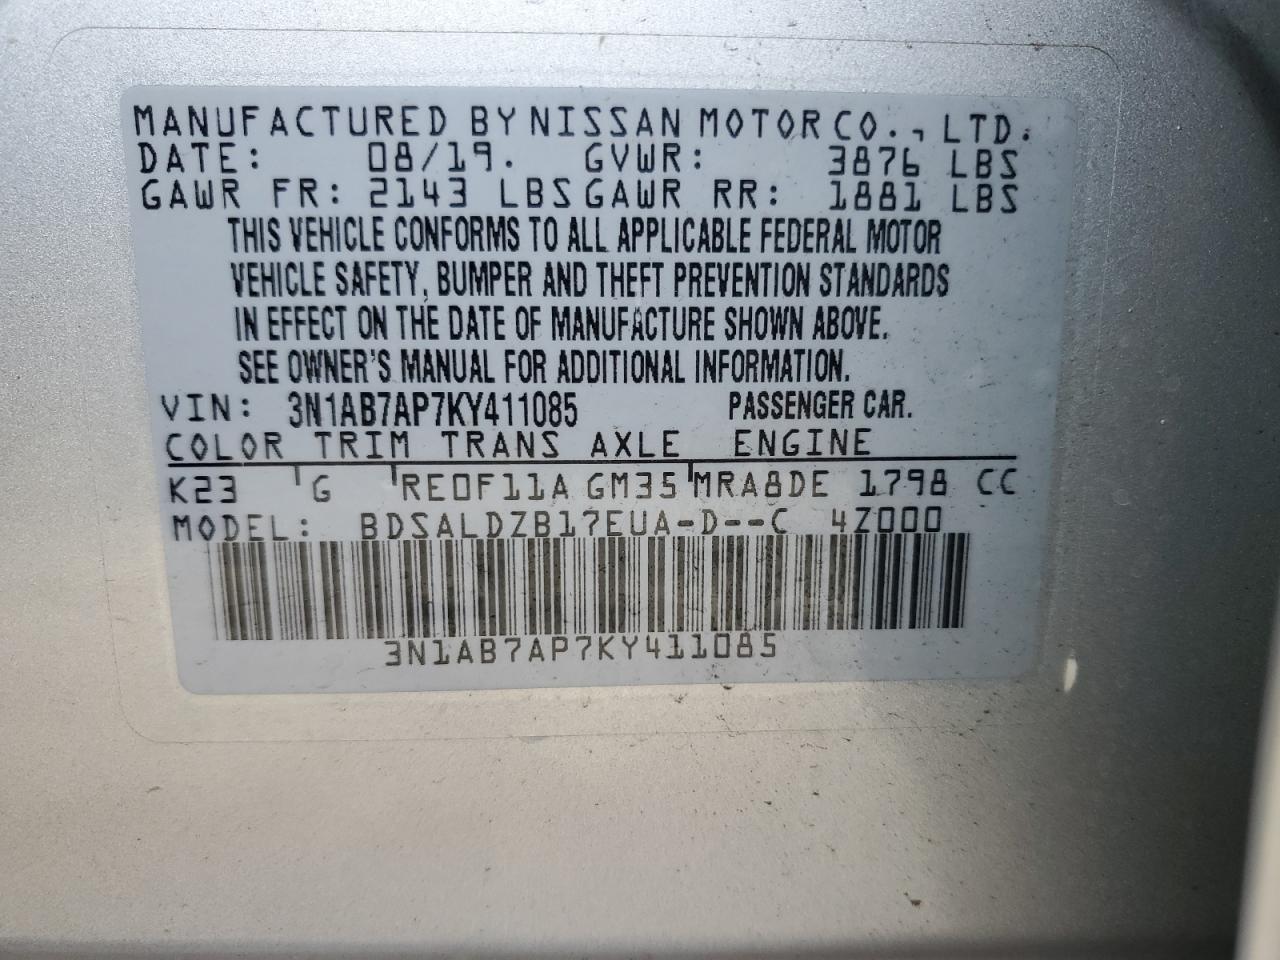 MANUFACTURED BY NISSAN MOTOR CO., LTD.
DATE: 08/19. GVWR: 3876 LBS
GAWR FR: 2143 LBS GAWR RR: 1881 LBS
THIS VEHICLE CONFORMS TO ALL APPLICABLE FEDERAL MOTOR
VEHICLE SAFETY, BUMPER AND THEFT PREVENTION STANDARDS
IN EFFECT ON THE DATE OF MANUFACTURE SHOWN ABOVE.
SEE OWNER'S MANUAL FOR ADDITIONAL INFORMATION.
VIN: 3N1AB7AP7KY411085 PASSENGER CAR.
COLOR TRIM TRANS AXLE ENGINE
K23 G RE0F11A GM35 MRA8DE 1798 CC
MODEL: BDSALDZB17EUA-D--C 4Z000
3N1AB7AP7KY411085